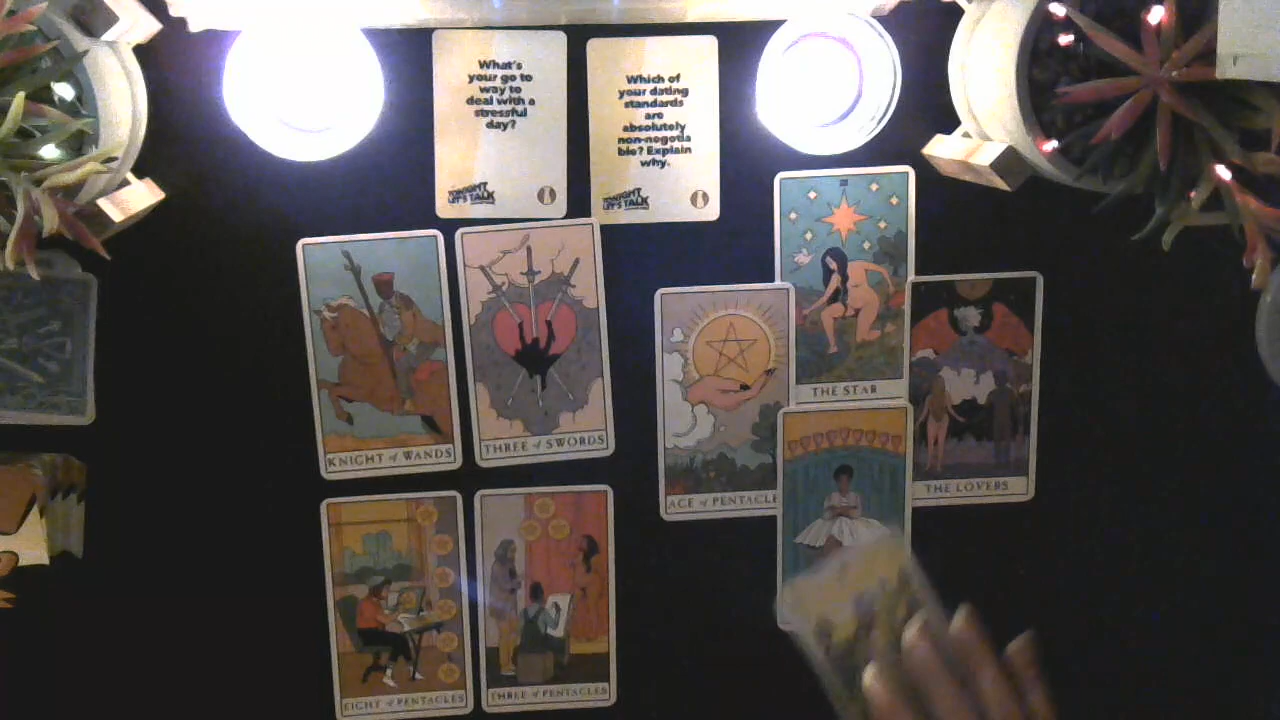 What's
your go to
way to
deal with a
stressful
day?
TONIGHT
LET'S TALK
Which of
your dating
standards
are
absolutely
non-negotia
ble? Explain
why.
TONIGHT
LET'S TALK
KNIGHT of WANDS
THREE of SWORDS
THE STAR
ACE of PENTACLE
THE LOVERS
EIGHT of PENTACLES
THREE of PENTACLES